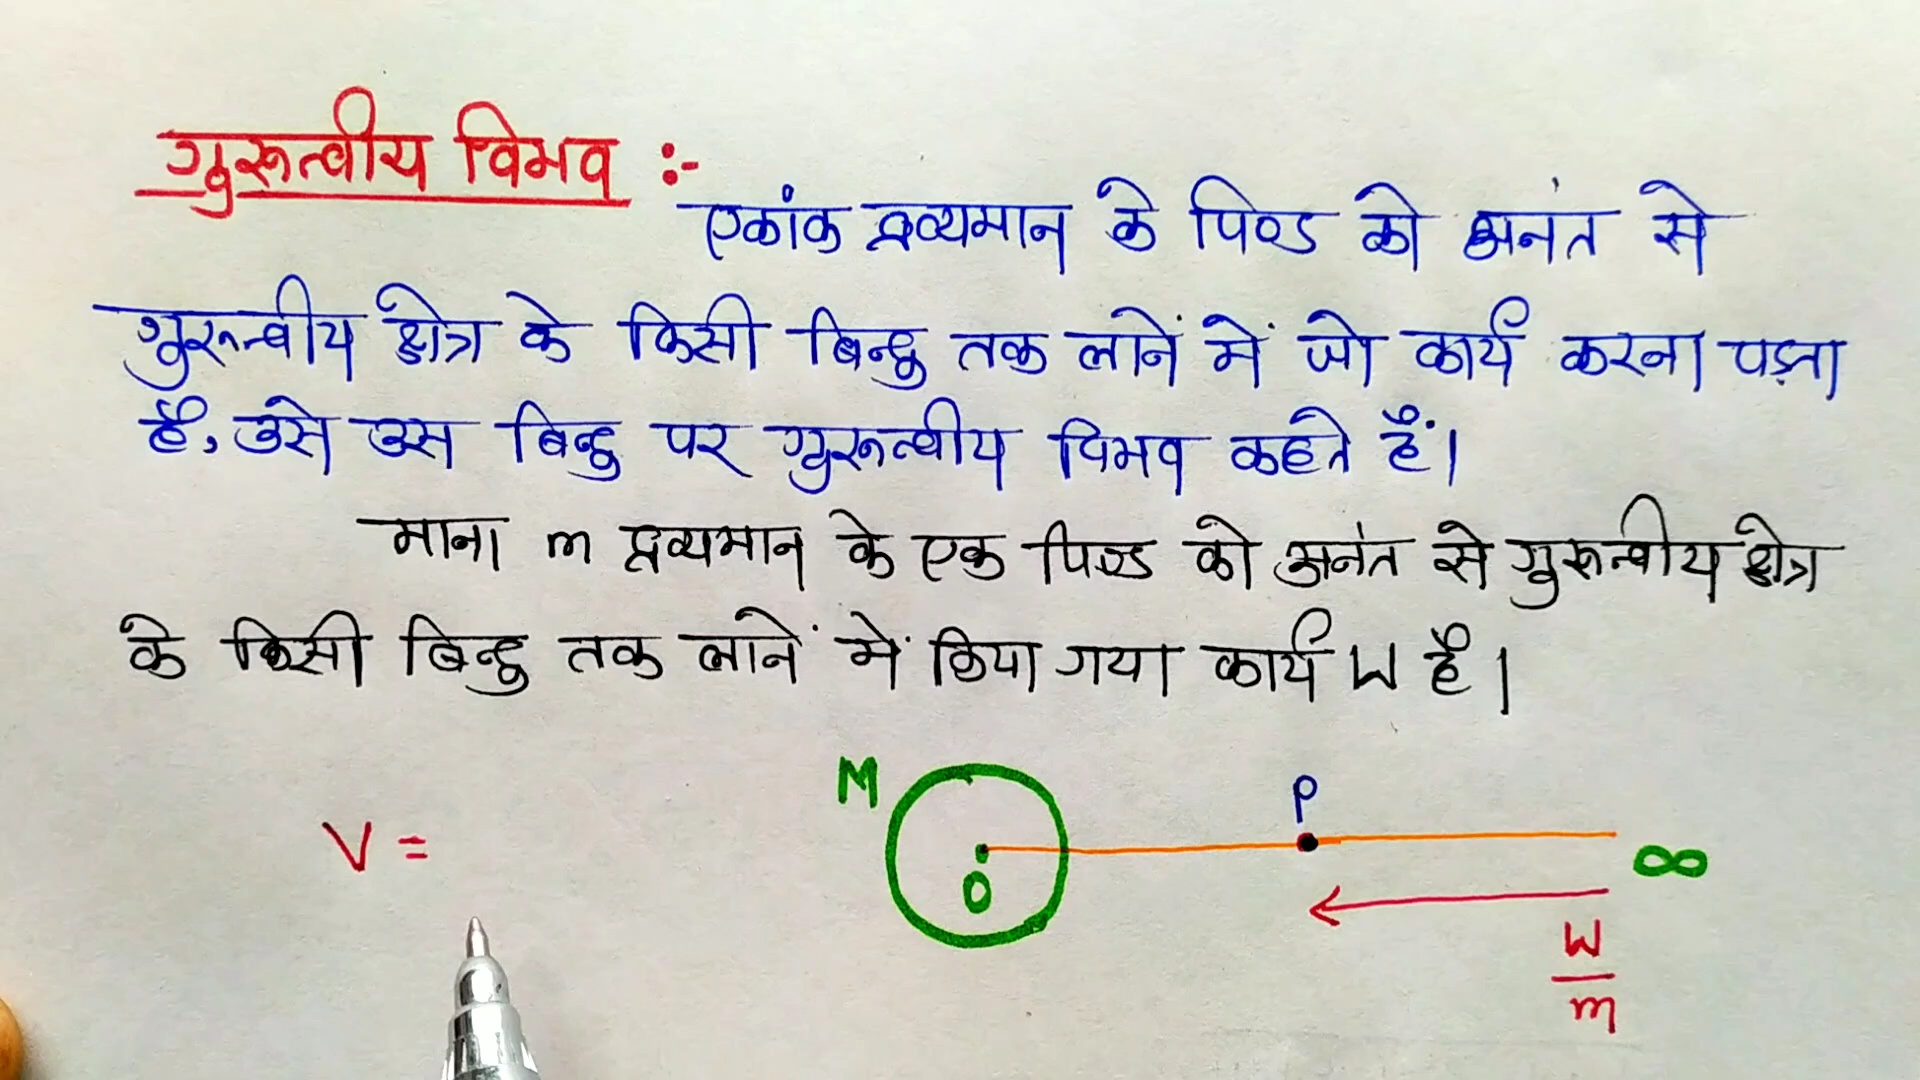 गुरुत्वीय विभव :-
एकांक द्रव्यमान के पिण्ड को अनंत से
गुरुत्वीय क्षेत्र के किसी बिन्दु तक लानें में जो कार्य करना पड़ता
है, उसे उस बिन्दु पर गुरुत्वीय विभव कहते हैं।
माना m द्रव्यमान के एक पिण्ड को अनंत से गुरुत्वीय क्षेत्र
के किसी बिन्दु तक लानें में किया गया कार्य W है।
M
P
V =
O
∞
W
m